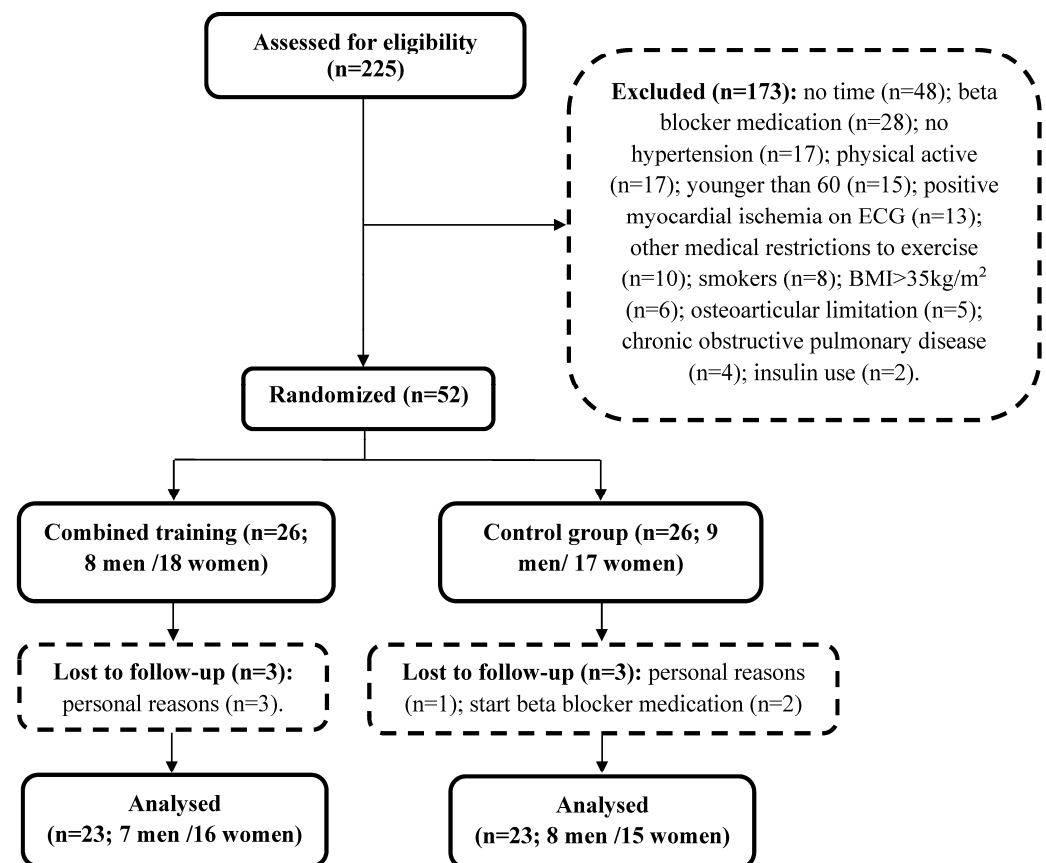 Assessed for eligibility
(n=225)
Excluded (n=173): no time (n=48); beta
blocker medication (n=28); no
hypertension (n=17); physical active
(n=17); younger than 60 (n=15); positive
myocardial ischemia on ECG (n=13);
other medical restrictions to exercise
(n=10); smokers (n=8); BMI>35kg/m²
(n=6); osteoarticular limitation (n=5);
chronic obstructive pulmonary disease
(n=4); insulin use (n=2).
Randomized (n=52)
Combined training (n=26;
8 men /18 women)
Control group (n=26; 9
men/ 17 women)
Lost to follow-up (n=3):
personal reasons (n=3).
Lost to follow-up (n=3): personal reasons
(n=1); start beta blocker medication (n=2)
Analysed
(n=23; 7 men /16 women)
Analysed
(n=23; 8 men /15 women)